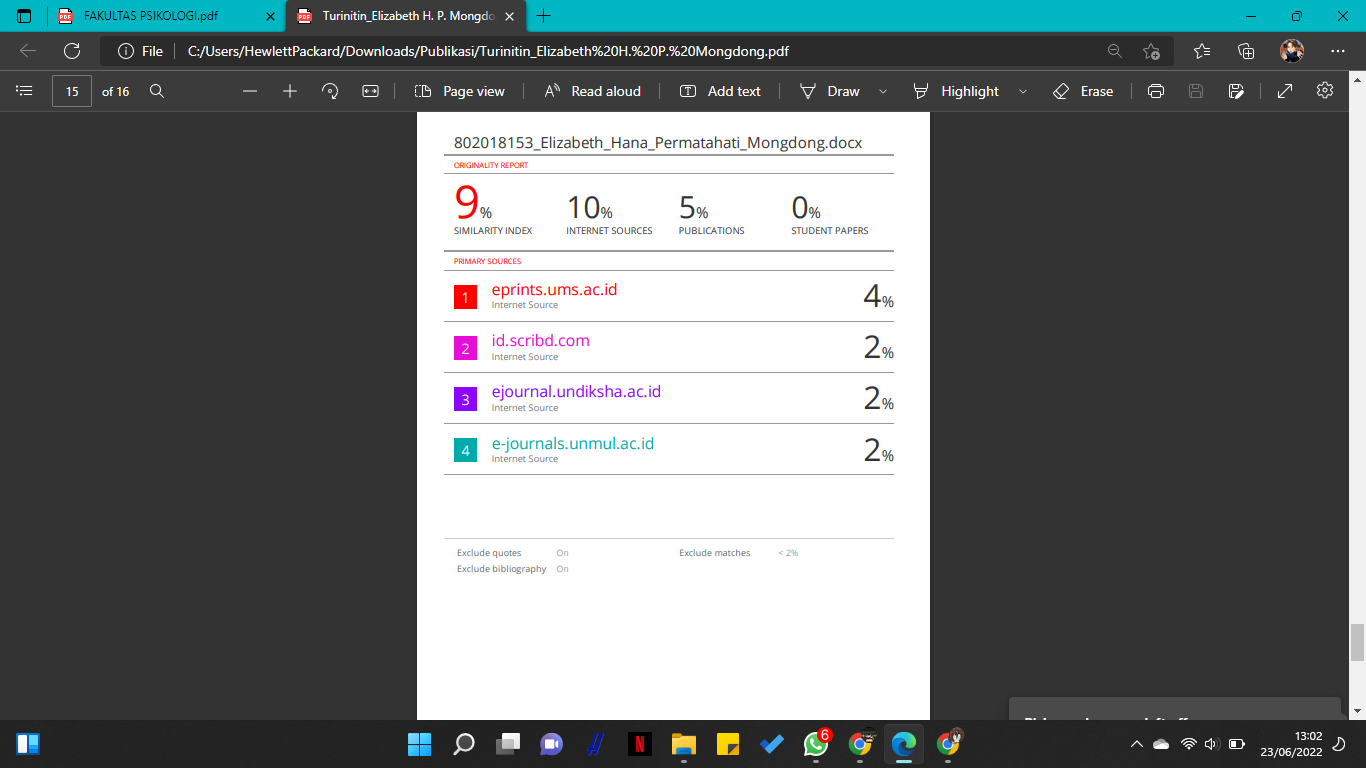 FAKULTAS PSIKOLOGI.pdf
Turinitin_Elizabeth H. P. Mongdo
File
C:/Users/HewlettPackard/Downloads/Publikasi/Turinitin_Elizabeth%20H.%20P.%20Mongdong.pdf
15 of 16
Page view
Read aloud
Add text
Draw
Highlight
Erase
802018153_Elizabeth_Hana_Permatahati_Mongdong.docx
ORIGINALITY REPORT
9% 10% 5% 0%
SIMILARITY INDEX INTERNET SOURCES PUBLICATIONS STUDENT PAPERS
PRIMARY SOURCES
1 eprints.ums.ac.id 4%
Internet Source
2 id.scribd.com 2%
Internet Source
3 ejournal.undiksha.ac.id 2%
Internet Source
4 e-journals.unmul.ac.id 2%
Internet Source
Exclude quotes On Exclude matches < 2%
Exclude bibliography On
6
13:02
23/06/2022